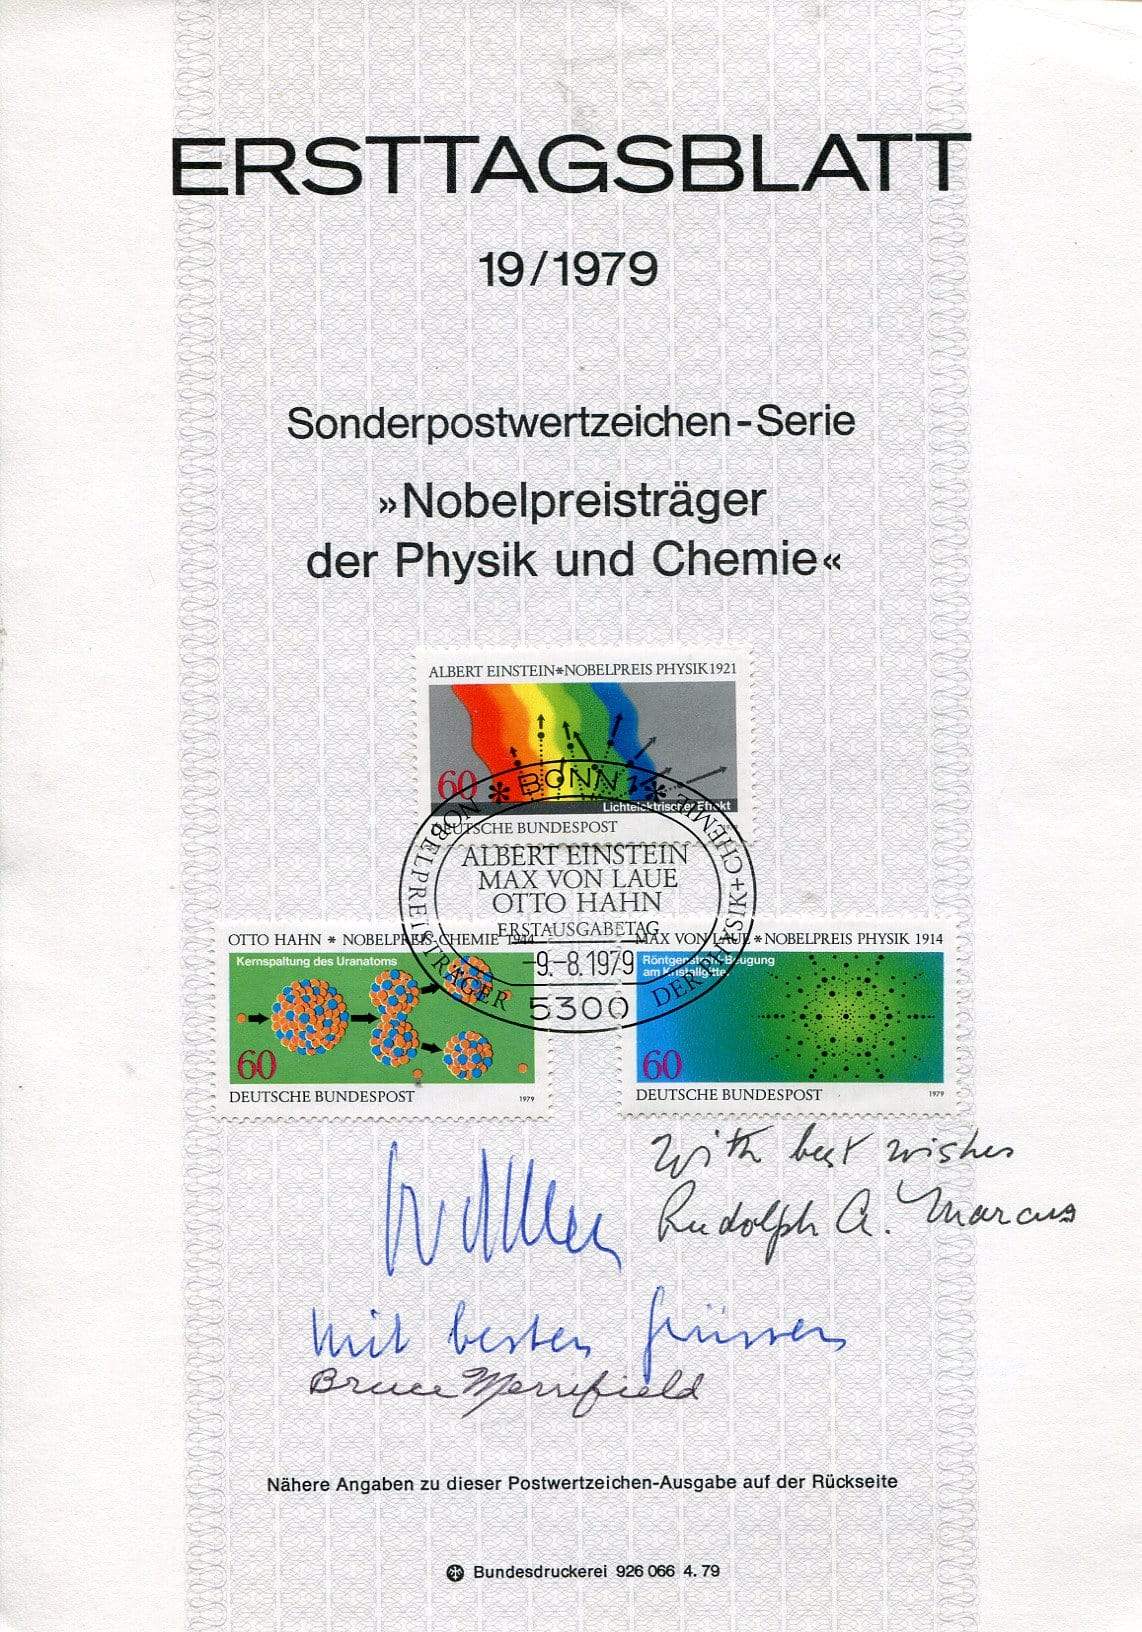 ERSTTAGSBLATT
19/1979
Sonderpostwertzeichen-Serie
»Nobelpreisträger
der Physik und Chemie«
ALBERT EINSTEIN*NOBELPREIS PHYSIK 1921
60
Lichtelektrischer Effekt
DEUTSCHE BUNDESPOST
* BONN 1 *
NOBELPREISTRÄGER DER PHYSIK+CHEMIE
ALBERT EINSTEIN
MAX VON LAUE
OTTO HAHN
ERSTAUSGABETAG
-9.-8.1979
5300
OTTO HAHN * NOBELPREIS CHEMIE 1944
Kernspaltung des Uranatoms
60
DEUTSCHE BUNDESPOST
1979
MAX VON LAUE*NOBELPREIS PHYSIK 1914
Röntgenstrahl-Beugung
am Kristallgitter
60
DEUTSCHE BUNDESPOST
1979
With best wishes
Rudolph A. Marcus
mit besten Grüssen
Bruce Merrifield
Nähere Angaben zu dieser Postwertzeichen-Ausgabe auf der Rückseite
Bundesdruckerei 926 066 4.79